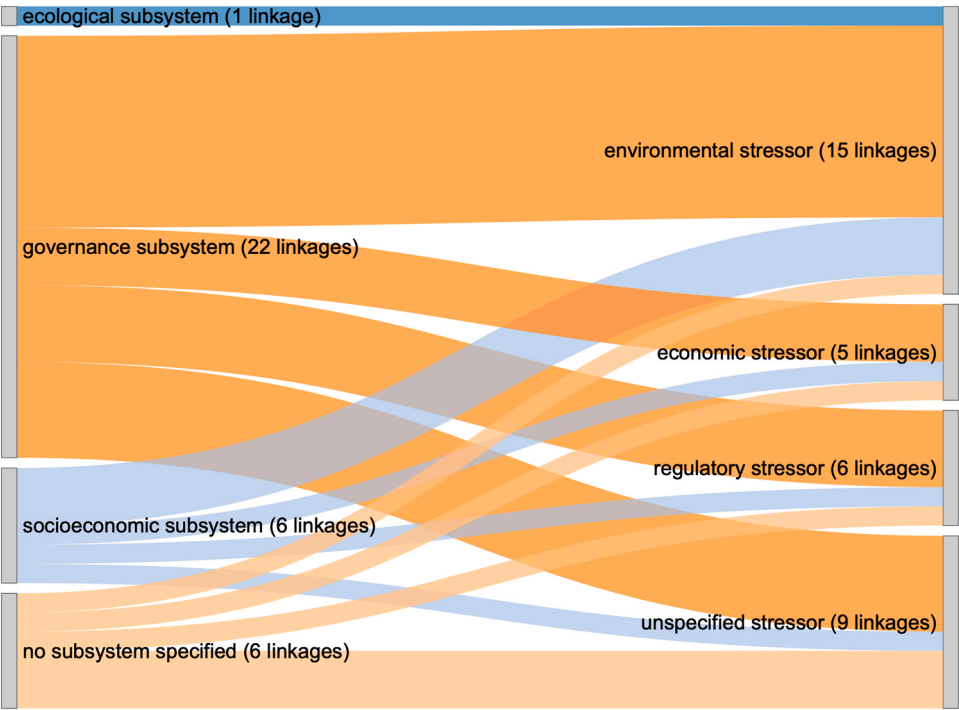 ecological subsystem (1 linkage)
environmental stressor (15 linkages)
governance subsystem (22 linkages)
economic stressor (5 linkages)
regulatory stressor (6 linkages)
socioeconomic subsystem (6 linkages)
unspecified stressor (9 linkages)
no subsystem specified (6 linkages)